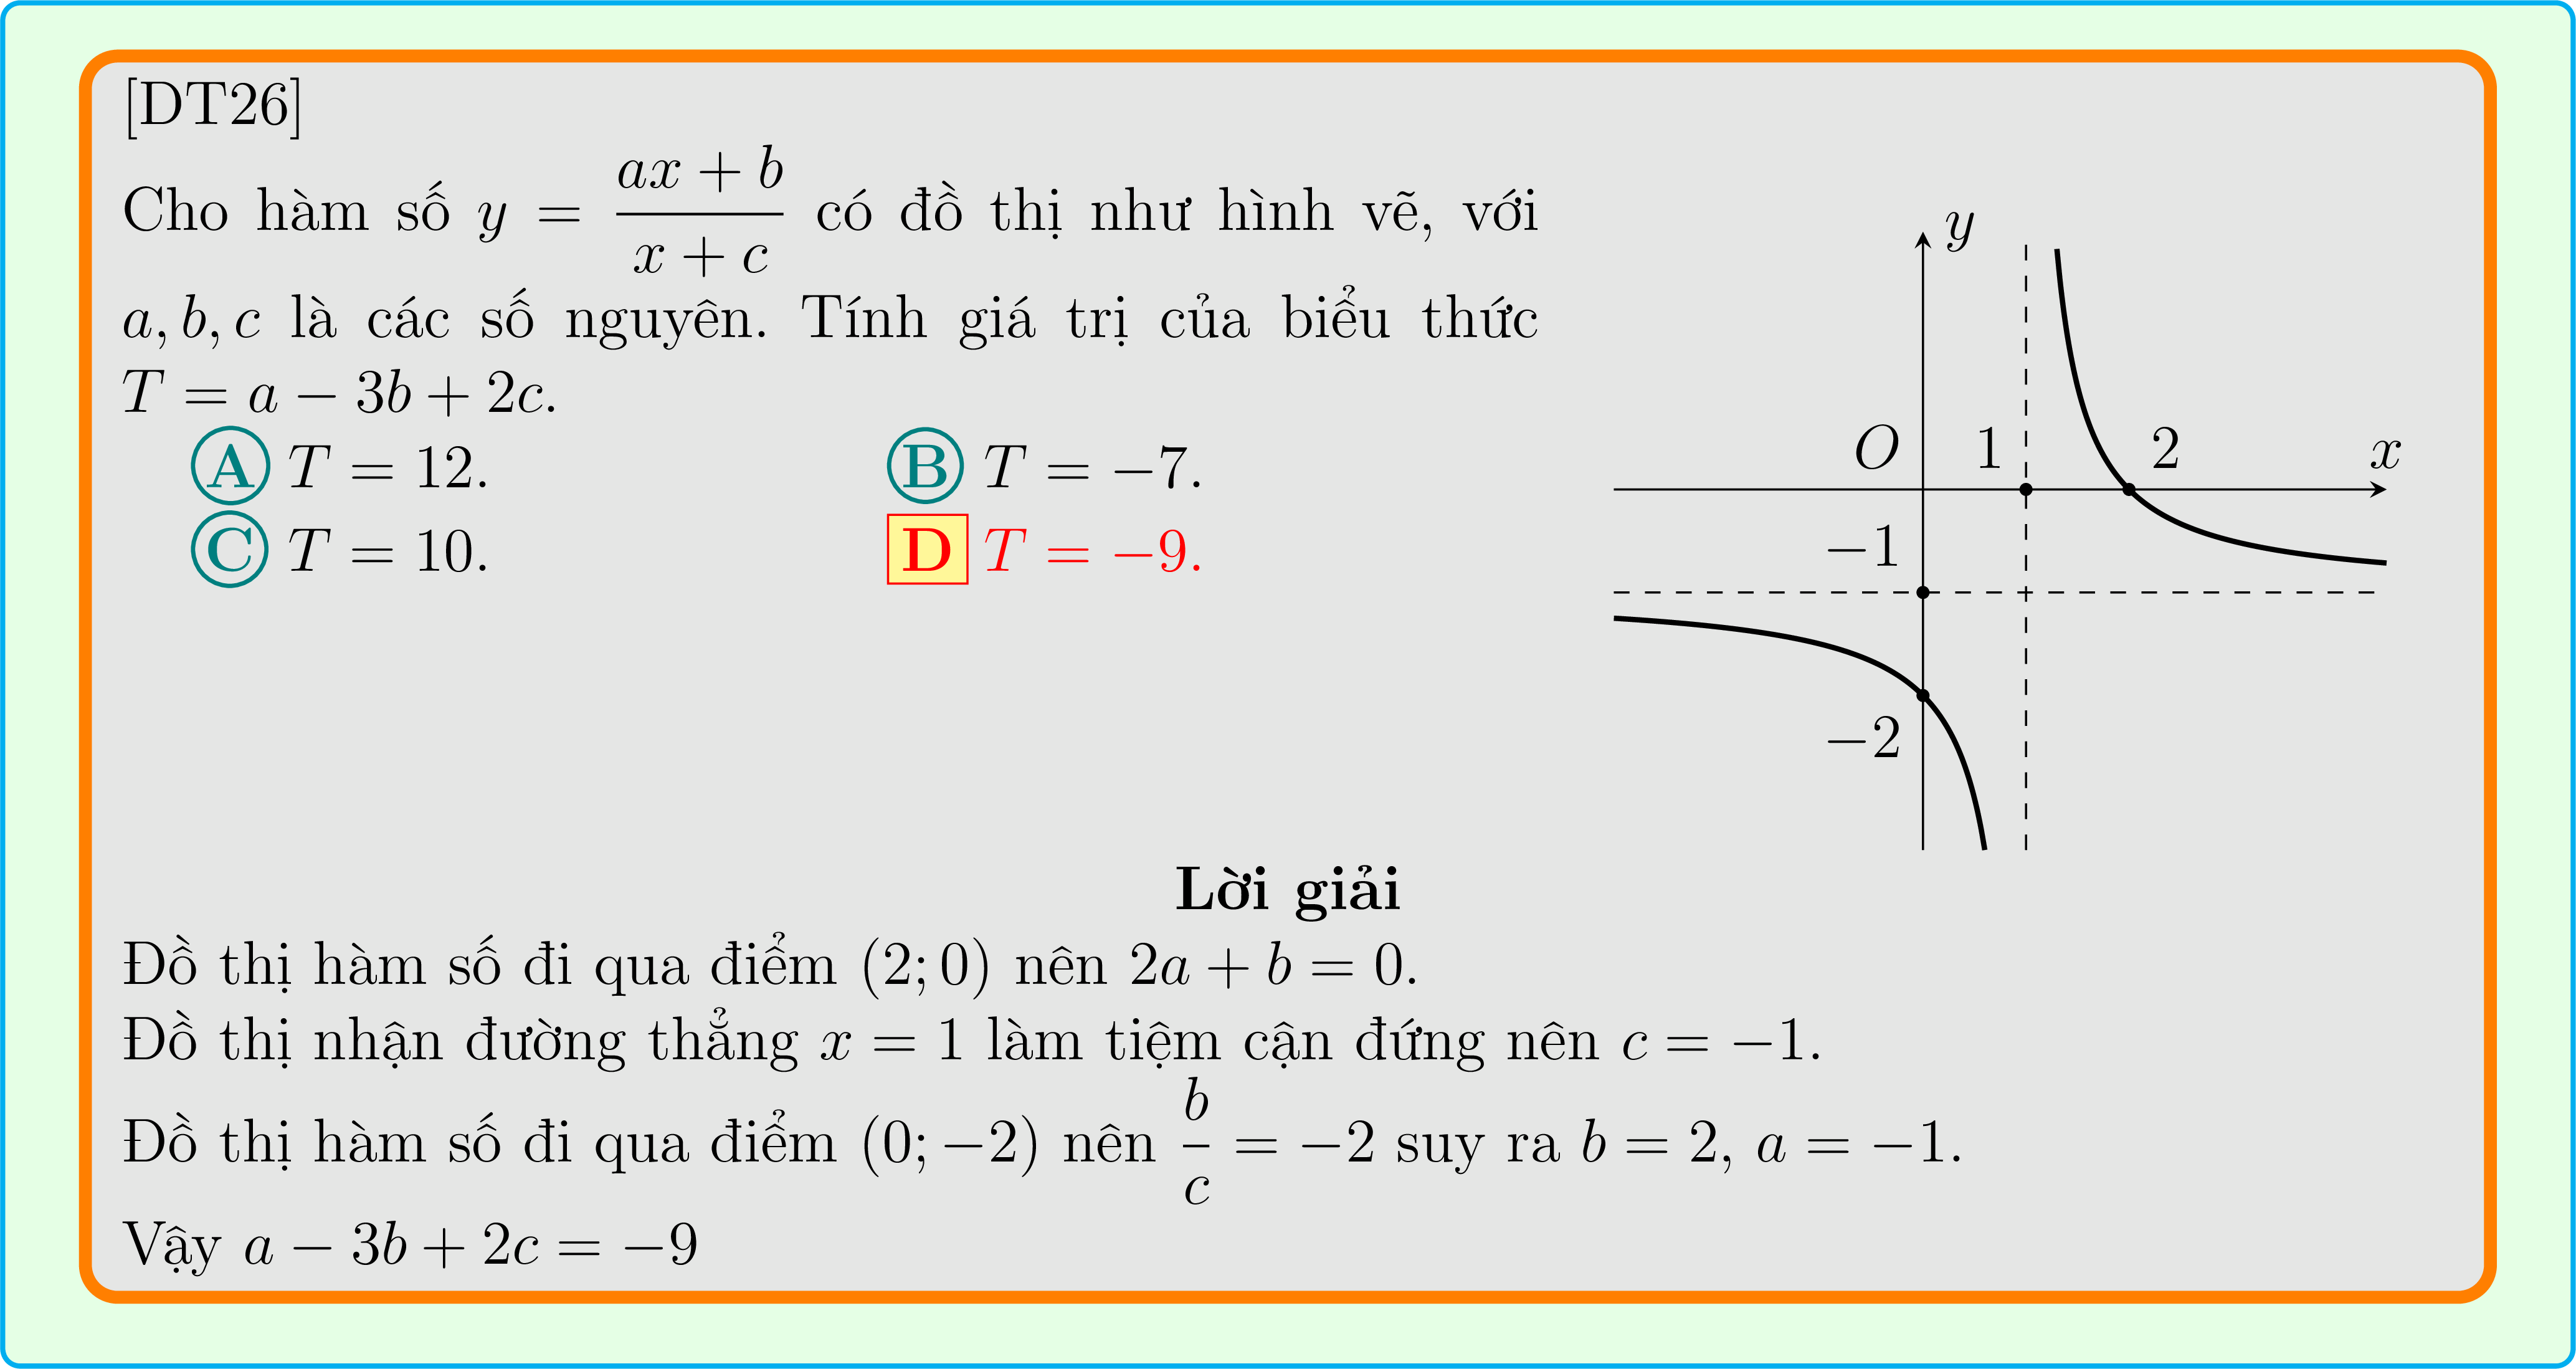 [DT26]
Cho hàm số y = \frac{ax + b}{x + c} có đồ thị như hình vẽ, với
a, b, c là các số nguyên. Tính giá trị của biểu thức
T = a − 3b + 2c.
A T = 12.
B T = −7.
C T = 10.
D T = −9.
y
O 1 2 x
−1
−2
Lời giải
Đồ thị hàm số đi qua điểm (2; 0) nên 2a + b = 0.
Đồ thị nhận đường thẳng x = 1 làm tiệm cận đứng nên c = −1.
Đồ thị hàm số đi qua điểm (0; −2) nên \frac{b}{c} = −2 suy ra b = 2, a = −1.
Vậy a − 3b + 2c = −9